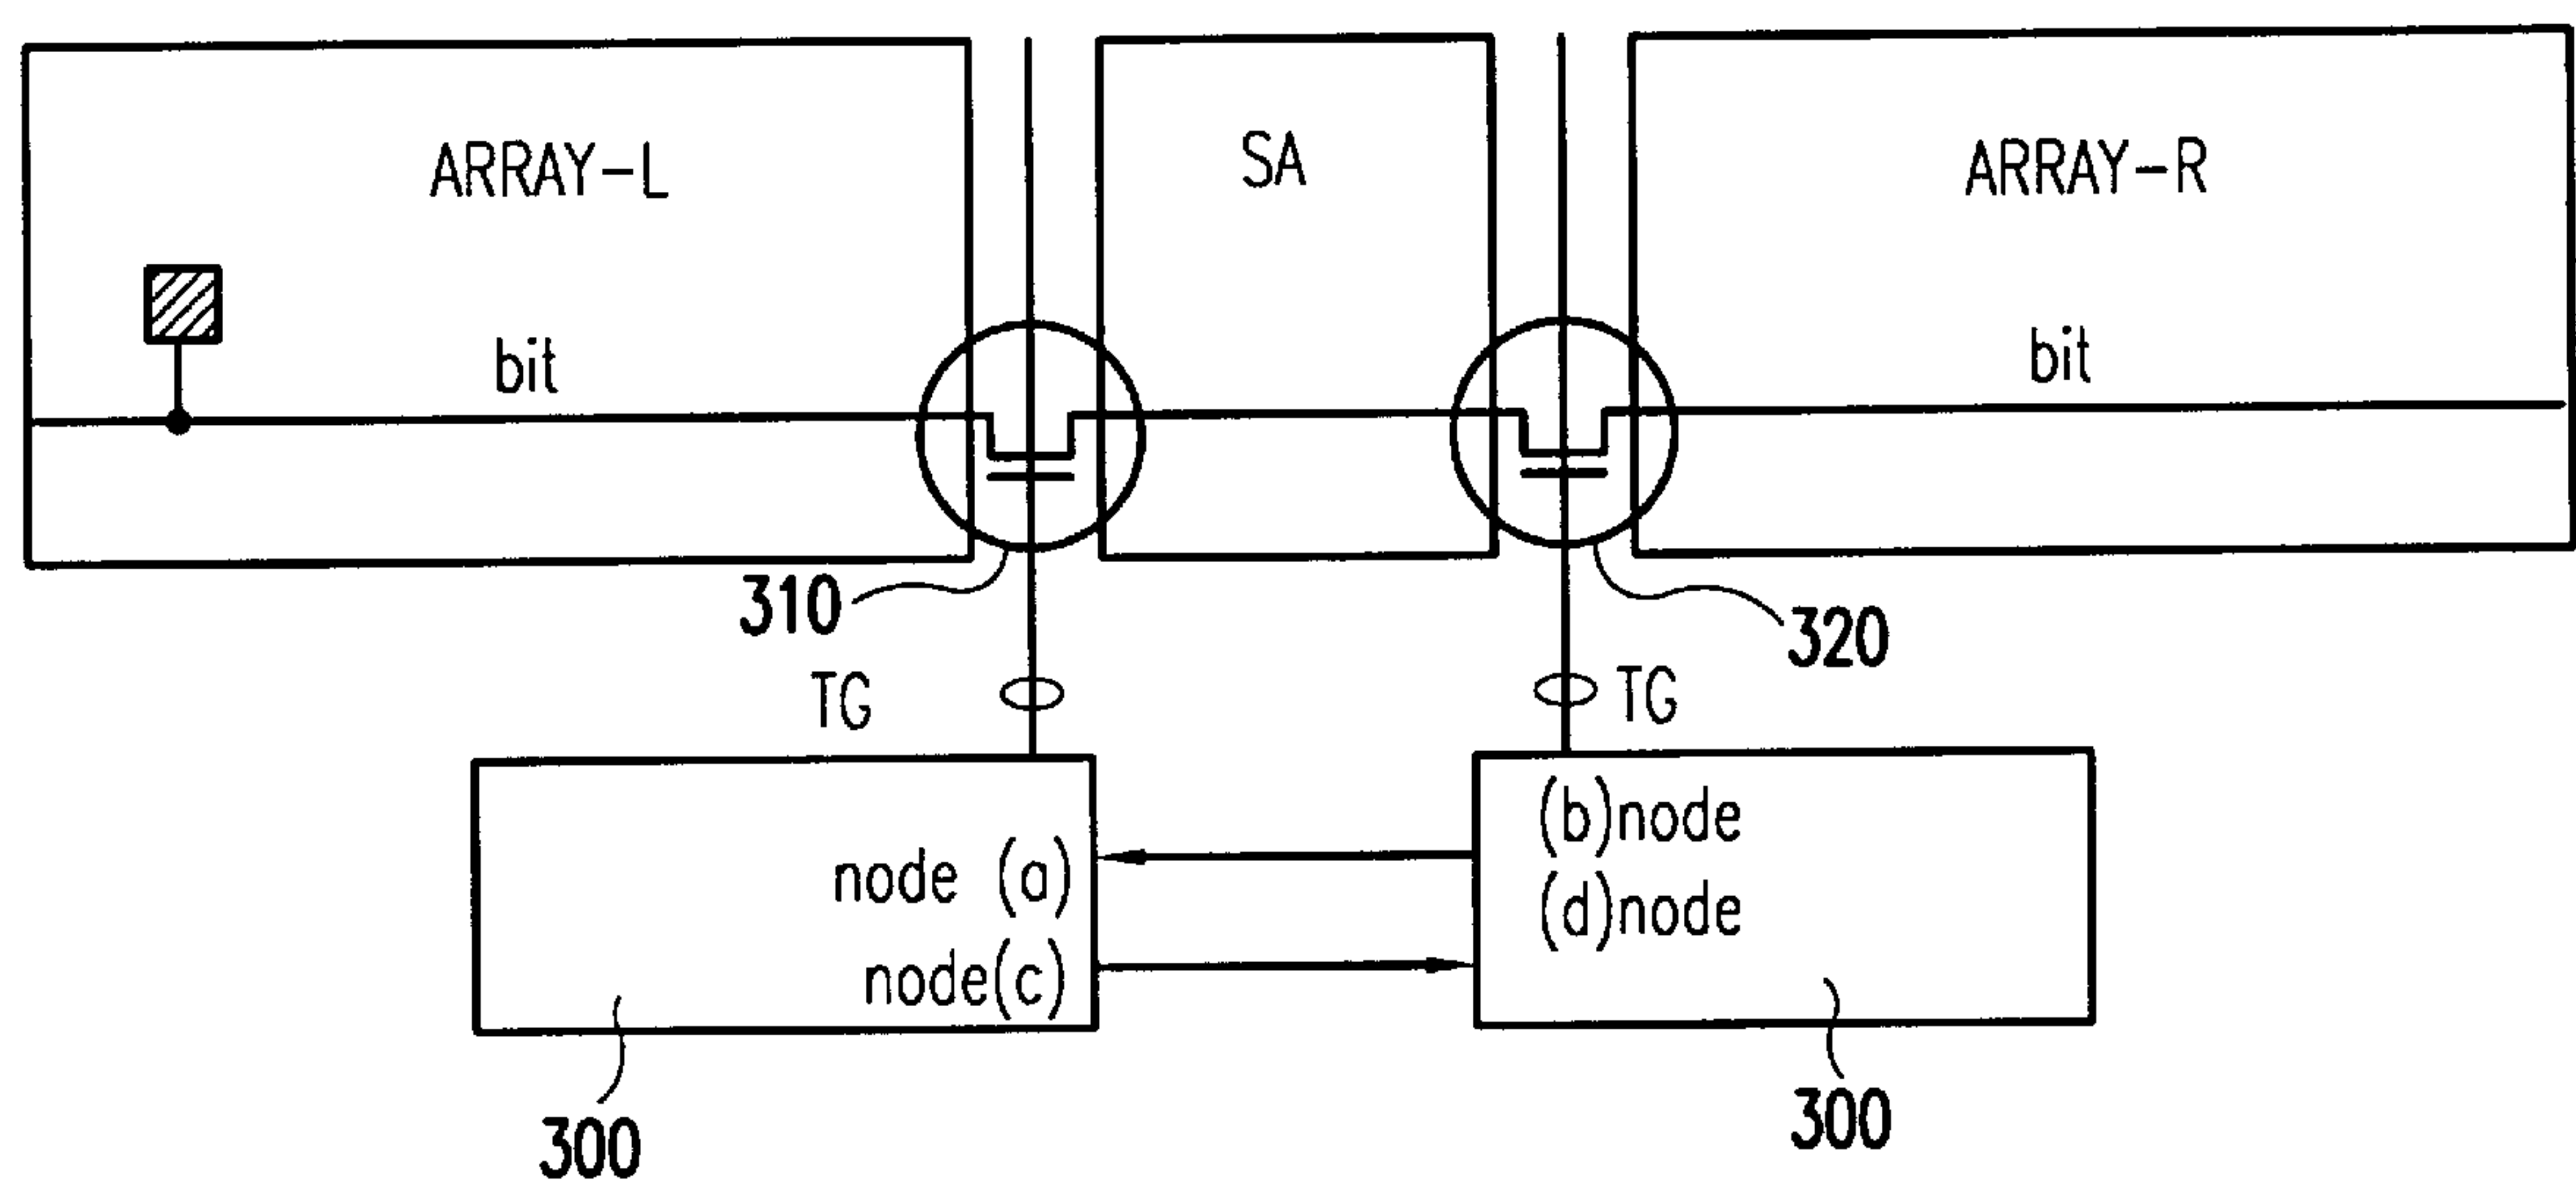 ARRAY-L
SA
ARRAY-R
bit
bit
310
320
TG
TG
node (a)
node(c)
(b)node
(d)node
300
300